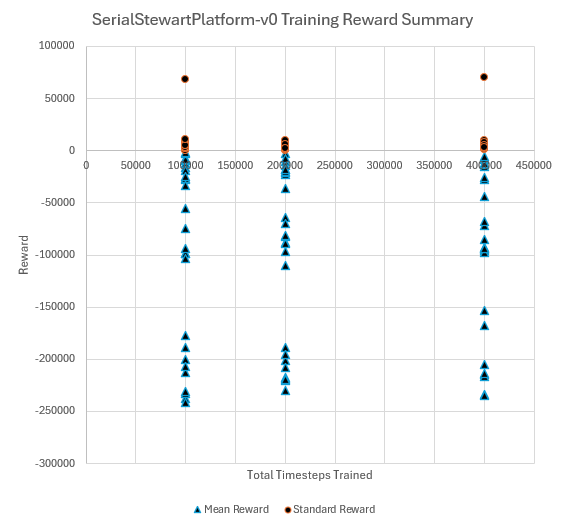 SerialStewartPlatform-v0 Training Reward Summary
100000
50000
0
0 50000 100000 150000 200000 250000 300000 350000 400000 450000
-50000
-100000
-150000
-200000
-250000
-300000
Reward
Total Timesteps Trained
Mean Reward Standard Reward